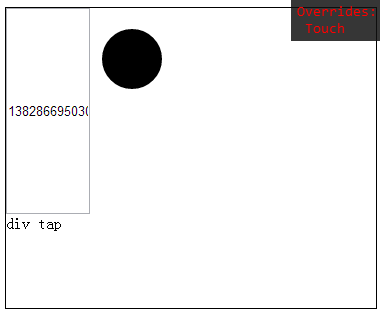 Overrides:
Touch
13828669503
div tap